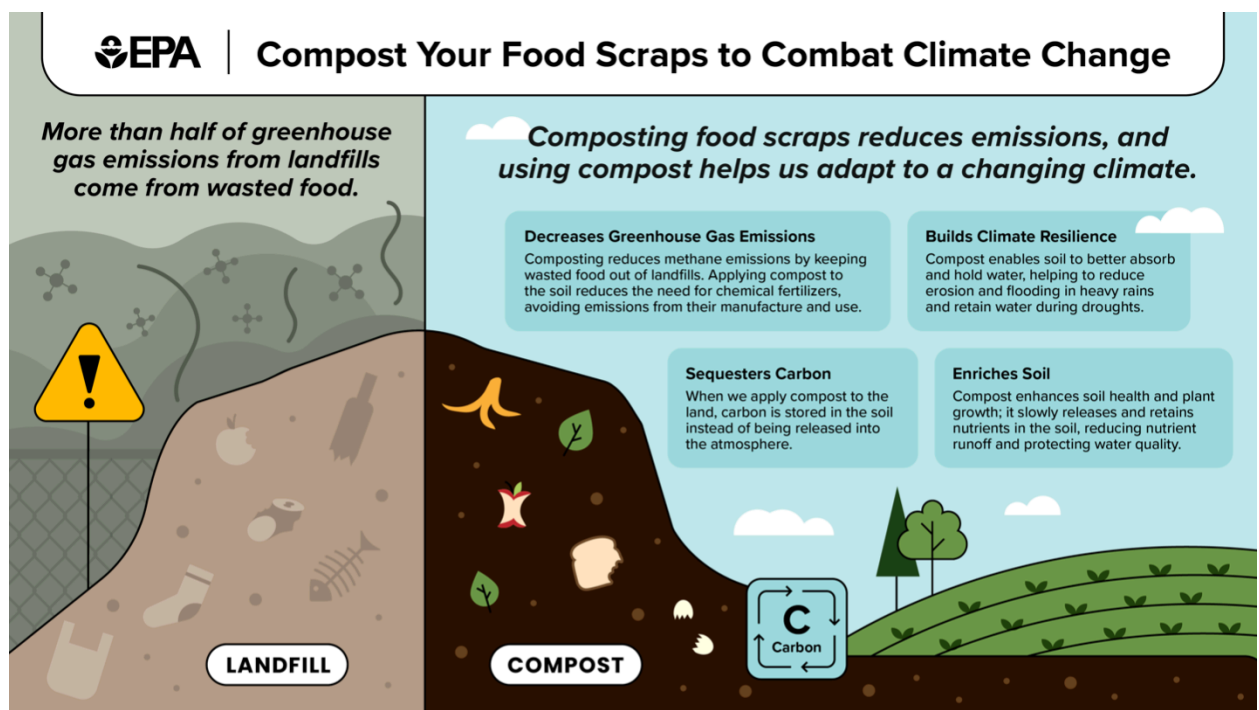 EPA
Compost Your Food Scraps to Combat Climate Change
More than half of greenhouse
gas emissions from landfills
come from wasted food.
Composting food scraps reduces emissions, and
using compost helps us adapt to a changing climate.
Decreases Greenhouse Gas Emissions
Composting reduces methane emissions by keeping
wasted food out of landfills. Applying compost to
the soil reduces the need for chemical fertilizers,
avoiding emissions from their manufacture and use.
Builds Climate Resilience
Compost enables soil to better absorb
and hold water, helping to reduce
erosion and flooding in heavy rains
and retain water during droughts.
Sequesters Carbon
When we apply compost to the
land, carbon is stored in the soil
instead of being released into
the atmosphere.
Enriches Soil
Compost enhances soil health and plant
growth; it slowly releases and retains
nutrients in the soil, reducing nutrient
runoff and protecting water quality.
!
LANDFILL
COMPOST
C
Carbon